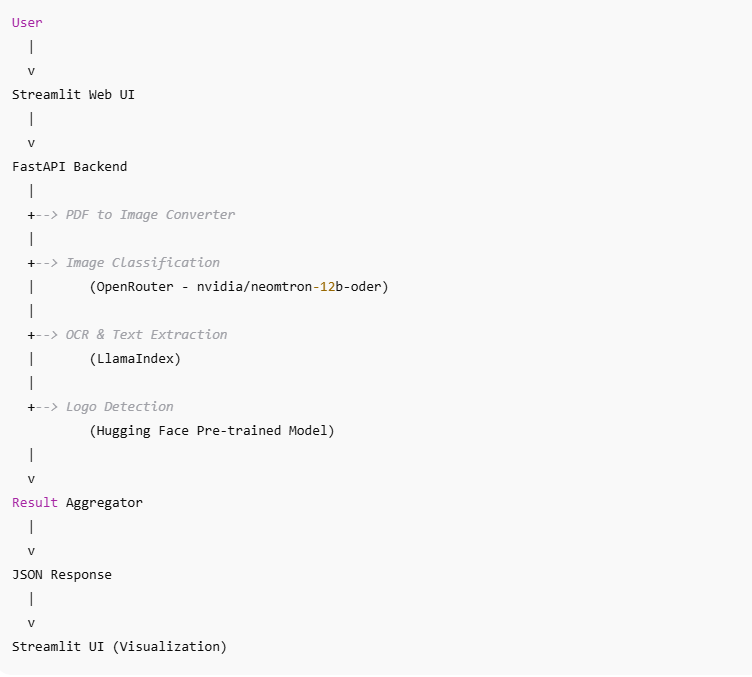 User
|
v
Streamlit Web UI
|
v
FastAPI Backend
|
+--> PDF to Image Converter
|
+--> Image Classification
|       (OpenRouter - nvidia/neomtron-12b-oder)
|
+--> OCR & Text Extraction
|       (LlamaIndex)
|
+--> Logo Detection
(Hugging Face Pre-trained Model)
|
v
Result Aggregator
|
v
JSON Response
|
v
Streamlit UI (Visualization)